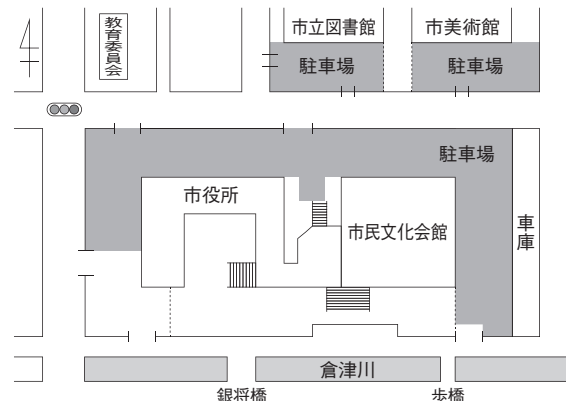 教育委員会
市立図書館
市美術館
駐車場
駐車場
駐車場
市役所
市民文化会館
車庫
倉津川
銀将橋
歩橋